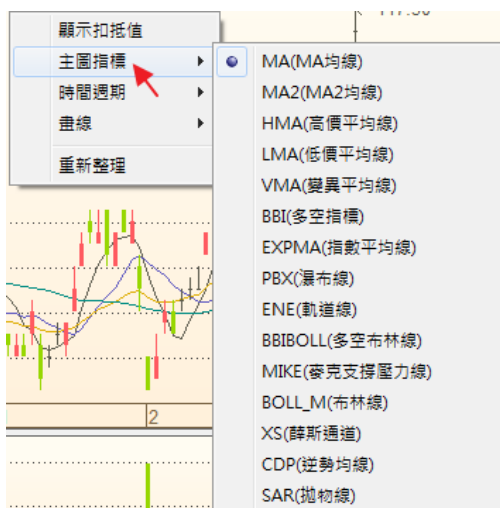 顯示扣抵值
主圖指標
時間週期
畫線
重新整理
MA(MA均線)
MA2(MA2均線)
HMA(高價平均線)
LMA(低價平均線)
VMA(變異平均線)
BBI(多空指標)
EXPMA(指數平均線)
PBX(瀑布線)
ENE(軌道線)
BBIBOLL(多空布林線)
MIKE(麥克支撐壓力線)
BOLL_M(布林線)
XS(薛斯通道)
CDP(逆勢均線)
SAR(拋物線)
2